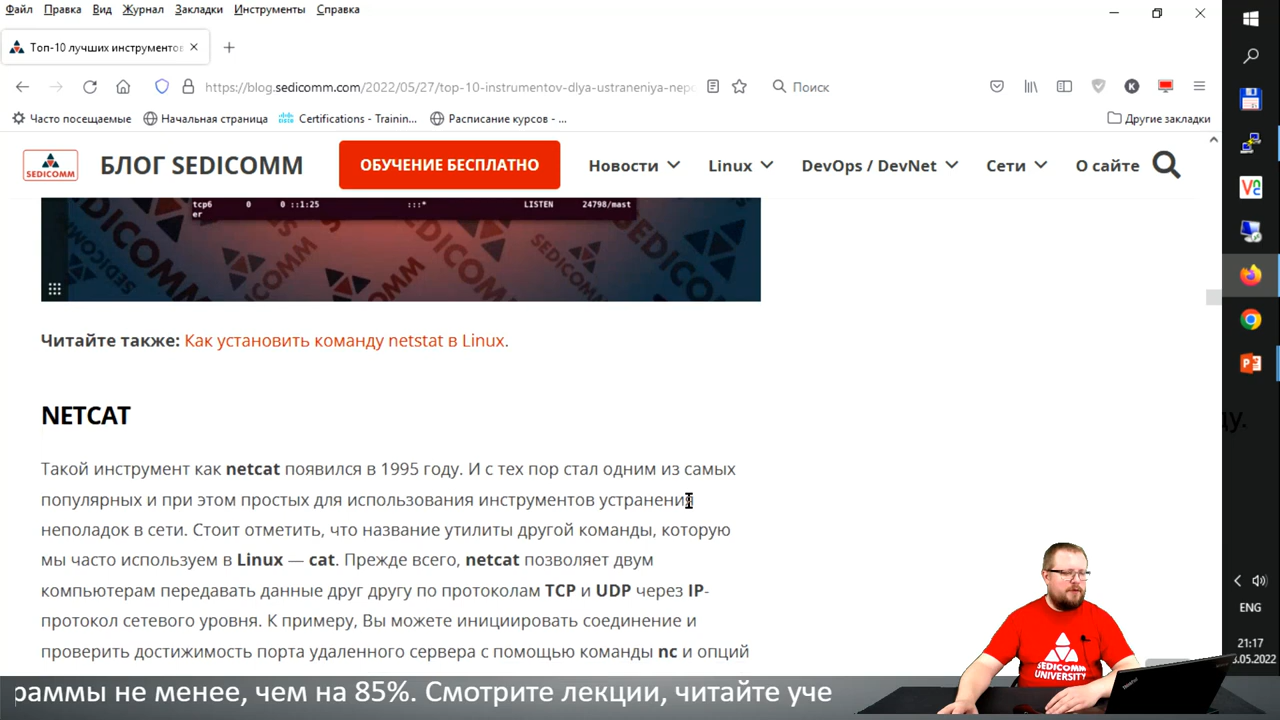 Файл Правка Вид Журнал Закладки Инструменты Справка
Топ-10 лучших инструментов
https://blog.sedicomm.com/2022/05/27/top-10-instrumentov-dlya-ustraneniya-nepo
Поиск
Часто посещаемые Начальная страница Certifications - Trainin... Расписание курсов - ... Другие закладки
SEDICOMM БЛОГ SEDICOMM ОБУЧЕНИЕ БЕСПЛАТНО Новости Linux DevOps / DevNet Сети О сайте
tcp6 0 0 ::1:25 :::* LISTEN 24798/mast
er
Читайте также: Как установить команду netstat в Linux.
NETCAT
ду.
Такой инструмент как netcat появился в 1995 году. И с тех пор стал одним из самых
популярных и при этом простых для использования инструментов устранения
неполадок в сети. Стоит отметить, что название утилиты другой команды, которую
мы часто используем в Linux — cat. Прежде всего, netcat позволяет двум
компьютерам передавать данные друг другу по протоколам TCP и UDP через IP-
протокол сетевого уровня. К примеру, Вы можете инициировать соединение и
проверить достижимость порта удаленного сервера с помощью команды nc и опций
ENG
21:17
3.05.2022
SEDICOMM
UNIVERSITY
ThinkPad
раммы не менее, чем на 85%. Смотрите лекции, читайте уче